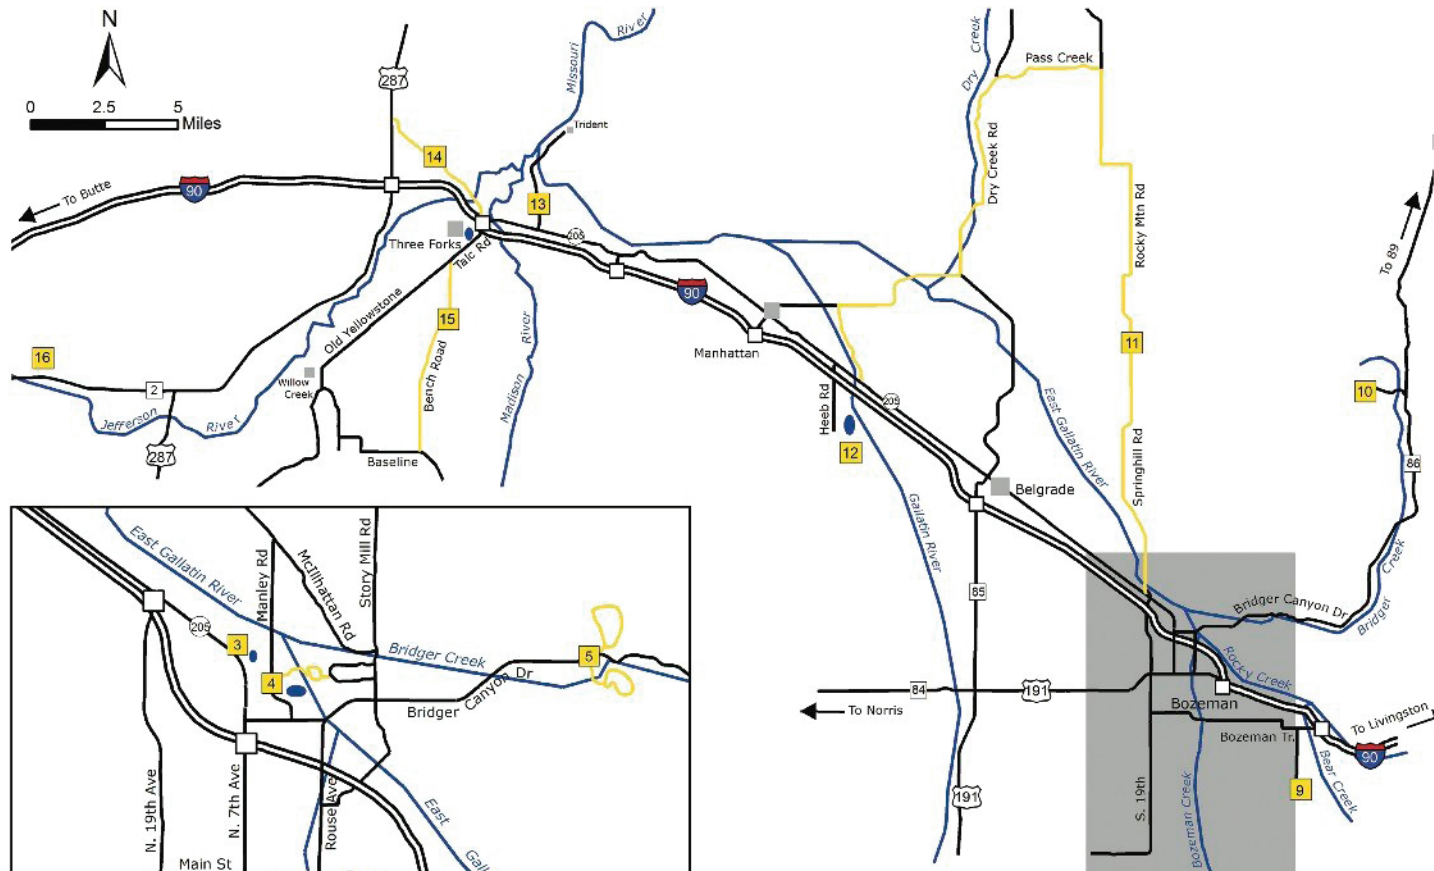 N
0 2.5 5
Miles
287
14
Missouri
River
Trident
13
To Butte
90
Three Forks
Talc Rd
205
90
Old Yellowstone
15
Bench Road
Madison
River
16
2
Willow
Creek
Jefferson
River
287
Baseline
Manhattan
Heeb Rd
12
205
Dry
Creek
Pass Creek
Dry Creek Rd
Rocky Mtn Rd
11
Springhill Rd
East Gallatin River
Belgrade
Gallatin River
85
84
191
To Norris
191
To 89
10
86
Bridger Canyon Dr
Bridger
Creek
Rocky Creek
Bozeman
To Livingston
Bozeman Tr.
90
9
Bear Creek
S. 19th
Bozeman Creek
East Gallatin River
205
3
Manley Rd
McIlhattan Rd
Story Mill Rd
4
Bridger Creek
5
Bridger Canyon Dr
N. 19th Ave
N. 7th Ave
Rouse Ave
East
Gall
Main St